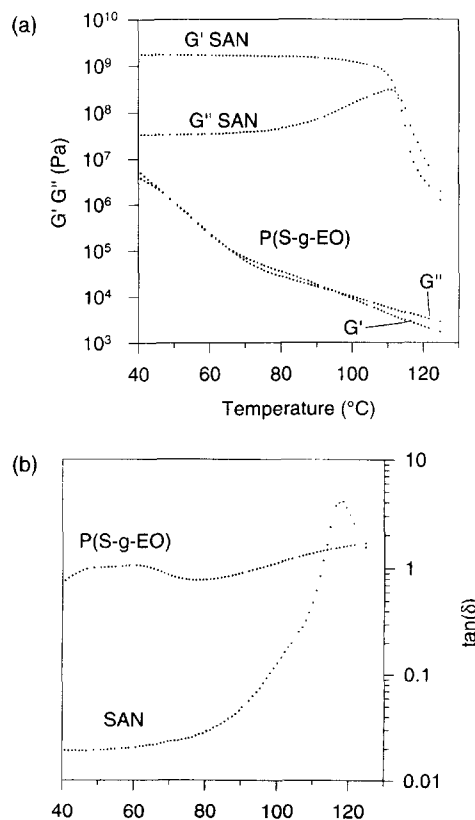 (a)
10¹⁰
10⁹
10⁸
10⁷
10⁶
10⁵
10⁴
10³
G' G" (Pa)
G' SAN
G" SAN
P(S-g-EO)
G"
G'
40 60 80 100 120
Temperature (°C)
(b)
P(S-g-EO)
SAN
10
1
0.1
0.01
tan(δ)
40 60 80 100 120